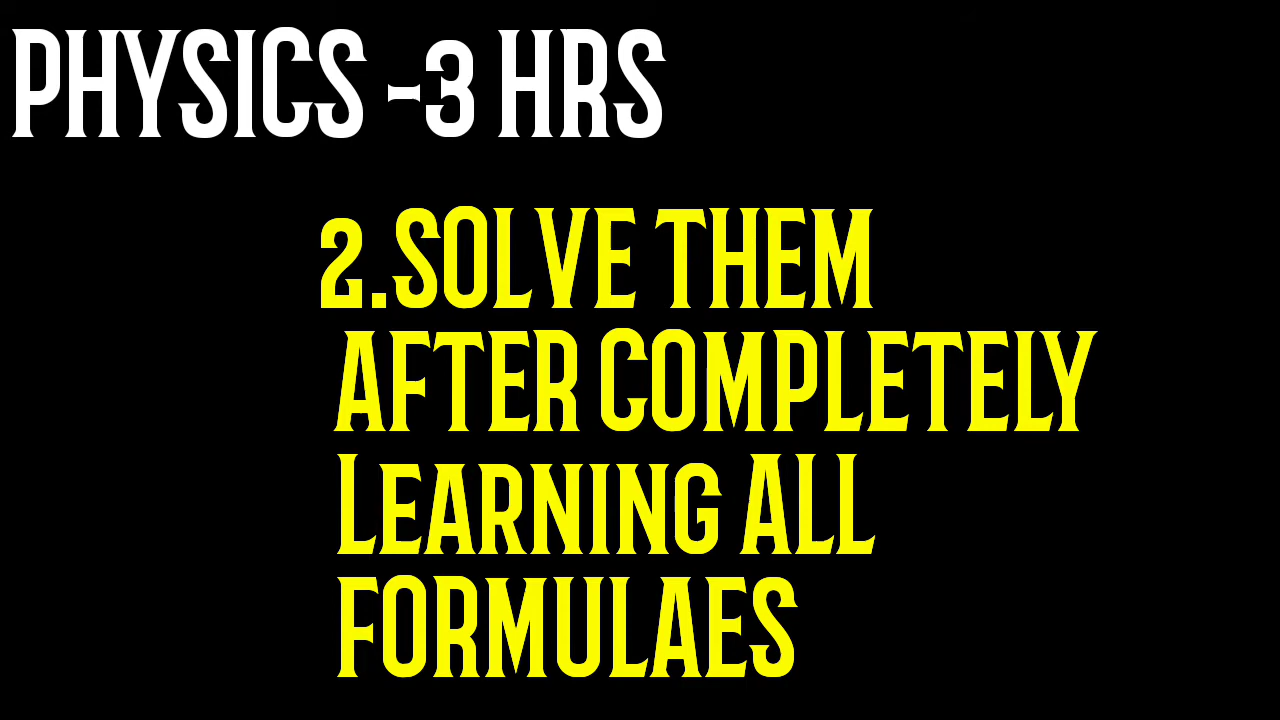 PHYSICS -3 HRS
2.SOLVE THEM
AFTER COMPLETELY
LEARNING ALL
FORMULAES